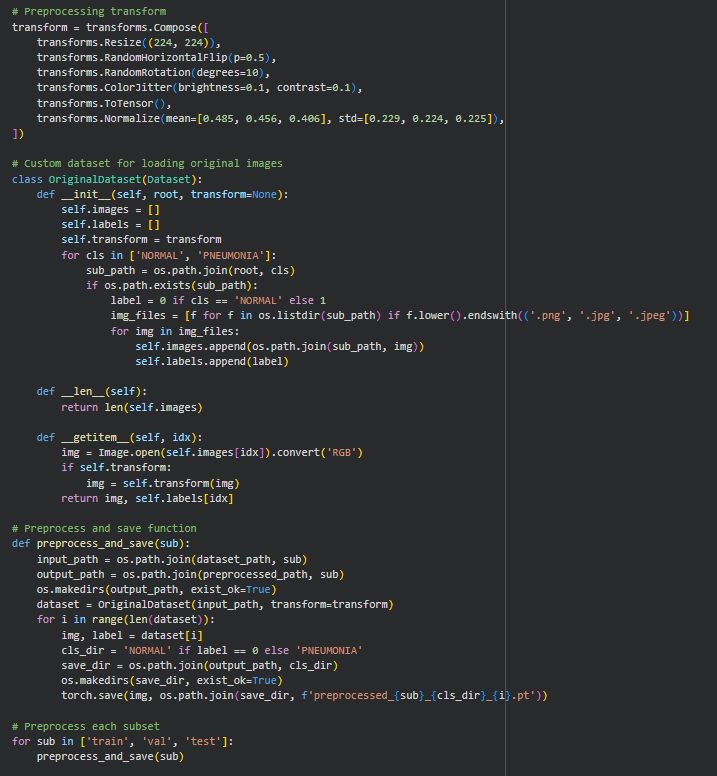 # Preprocessing transform
transform = transforms.Compose([
    transforms.Resize((224, 224)),
    transforms.RandomHorizontalFlip(p=0.5),
    transforms.RandomRotation(degrees=10),
    transforms.ColorJitter(brightness=0.1, contrast=0.1),
    transforms.ToTensor(),
    transforms.Normalize(mean=[0.485, 0.456, 0.406], std=[0.229, 0.224, 0.225]),
])

# Custom dataset for loading original images
class OriginalDataset(Dataset):
    def __init__(self, root, transform=None):
        self.images = []
        self.labels = []
        self.transform = transform
        for cls in ['NORMAL', 'PNEUMONIA']:
            sub_path = os.path.join(root, cls)
            if os.path.exists(sub_path):
                label = 0 if cls == 'NORMAL' else 1
                img_files = [f for f in os.listdir(sub_path) if f.lower().endswith(('.png', '.jpg', '.jpeg'))]
                for img in img_files:
                    self.images.append(os.path.join(sub_path, img))
                    self.labels.append(label)

    def __len__(self):
        return len(self.images)

    def __getitem__(self, idx):
        img = Image.open(self.images[idx]).convert('RGB')
        if self.transform:
            img = self.transform(img)
        return img, self.labels[idx]

# Preprocess and save function
def preprocess_and_save(sub):
    input_path = os.path.join(dataset_path, sub)
    output_path = os.path.join(preprocessed_path, sub)
    os.makedirs(output_path, exist_ok=True)
    dataset = OriginalDataset(input_path, transform=transform)
    for i in range(len(dataset)):
        img, label = dataset[i]
        cls_dir = 'NORMAL' if label == 0 else 'PNEUMONIA'
        save_dir = os.path.join(output_path, cls_dir)
        os.makedirs(save_dir, exist_ok=True)
        torch.save(img, os.path.join(save_dir, f'preprocessed_{sub}_{cls_dir}_{i}.pt'))

# Preprocess each subset
for sub in ['train', 'val', 'test']:
    preprocess_and_save(sub)